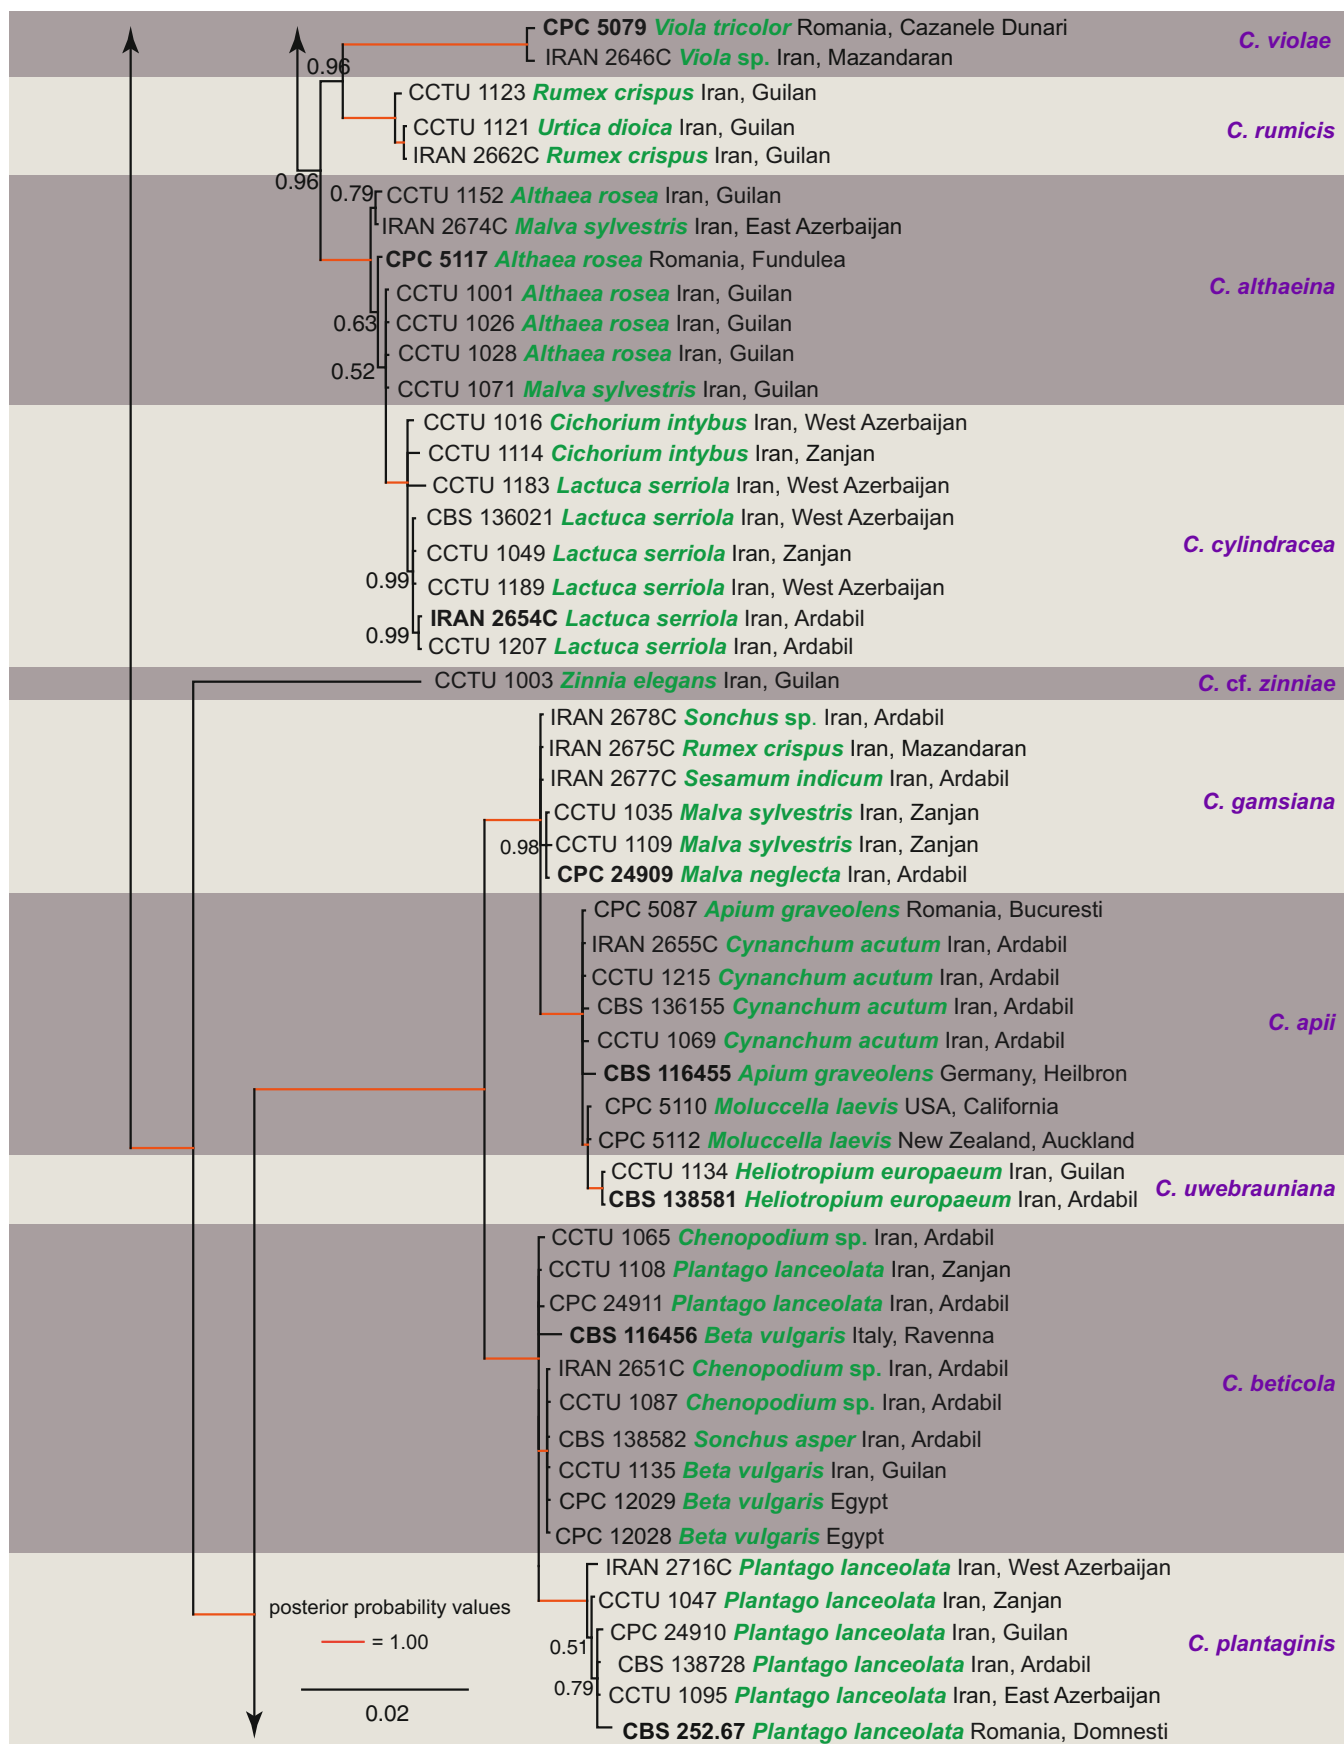 CPC 5079 Viola tricolor Romania, Cazanele Dunari
C. violae
IRAN 2646C Viola sp. Iran, Mazandaran
0.96
CCTU 1123 Rumex crispus Iran, Guilan
CCTU 1121 Urtica dioica Iran, Guilan
C. rumicis
IRAN 2662C Rumex crispus Iran, Guilan
0.96
0.79
CCTU 1152 Althaea rosea Iran, Guilan
IRAN 2674C Malva sylvestris Iran, East Azerbaijan
CPC 5117 Althaea rosea Romania, Fundulea
C. althaeina
CCTU 1001 Althaea rosea Iran, Guilan
0.63
CCTU 1026 Althaea rosea Iran, Guilan
CCTU 1028 Althaea rosea Iran, Guilan
0.52
CCTU 1071 Malva sylvestris Iran, Guilan
CCTU 1016 Cichorium intybus Iran, West Azerbaijan
CCTU 1114 Cichorium intybus Iran, Zanjan
CCTU 1183 Lactuca serriola Iran, West Azerbaijan
CBS 136021 Lactuca serriola Iran, West Azerbaijan
C. cylindracea
CCTU 1049 Lactuca serriola Iran, Zanjan
0.99
CCTU 1189 Lactuca serriola Iran, West Azerbaijan
IRAN 2654C Lactuca serriola Iran, Ardabil
0.99
CCTU 1207 Lactuca serriola Iran, Ardabil
CCTU 1003 Zinnia elegans Iran, Guilan
C. cf. zinniae
IRAN 2678C Sonchus sp. Iran, Ardabil
IRAN 2675C Rumex crispus Iran, Mazandaran
IRAN 2677C Sesamum indicum Iran, Ardabil
C. gamsiana
CCTU 1035 Malva sylvestris Iran, Zanjan
0.98
CCTU 1109 Malva sylvestris Iran, Zanjan
CPC 24909 Malva neglecta Iran, Ardabil
CPC 5087 Apium graveolens Romania, Bucuresti
IRAN 2655C Cynanchum acutum Iran, Ardabil
CCTU 1215 Cynanchum acutum Iran, Ardabil
CBS 136155 Cynanchum acutum Iran, Ardabil
C. apii
CCTU 1069 Cynanchum acutum Iran, Ardabil
CBS 116455 Apium graveolens Germany, Heilbron
CPC 5110 Moluccella laevis USA, California
CPC 5112 Moluccella laevis New Zealand, Auckland
CCTU 1134 Heliotropium europaeum Iran, Guilan
C. uwebrauniana
CBS 138581 Heliotropium europaeum Iran, Ardabil
CCTU 1065 Chenopodium sp. Iran, Ardabil
CCTU 1108 Plantago lanceolata Iran, Zanjan
CPC 24911 Plantago lanceolata Iran, Ardabil
CBS 116456 Beta vulgaris Italy, Ravenna
IRAN 2651C Chenopodium sp. Iran, Ardabil
C. beticola
CCTU 1087 Chenopodium sp. Iran, Ardabil
CBS 138582 Sonchus asper Iran, Ardabil
CCTU 1135 Beta vulgaris Iran, Guilan
CPC 12029 Beta vulgaris Egypt
CPC 12028 Beta vulgaris Egypt
IRAN 2716C Plantago lanceolata Iran, West Azerbaijan
CCTU 1047 Plantago lanceolata Iran, Zanjan
posterior probability values
= 1.00
CPC 24910 Plantago lanceolata Iran, Guilan
0.51
C. plantaginis
CBS 138728 Plantago lanceolata Iran, Ardabil
0.79
CCTU 1095 Plantago lanceolata Iran, East Azerbaijan
0.02
CBS 252.67 Plantago lanceolata Romania, Domnesti